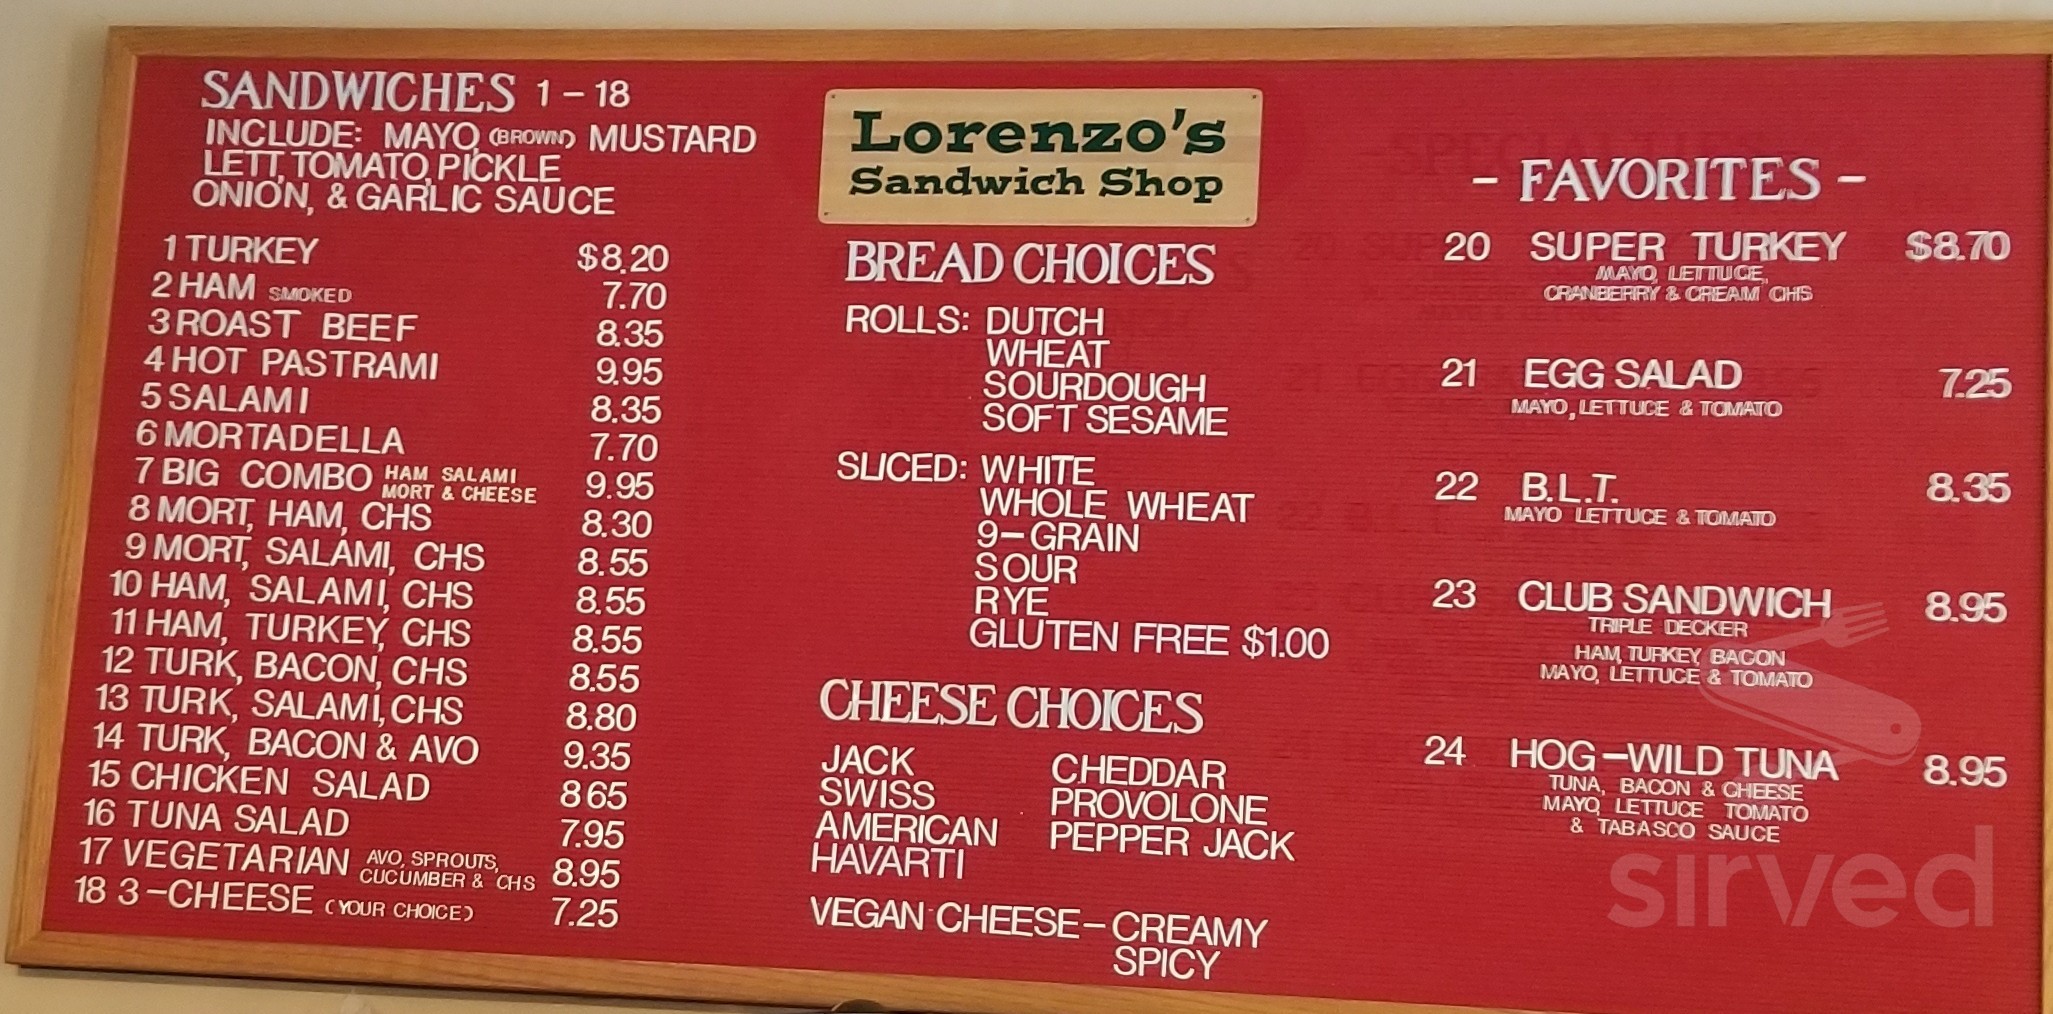 SANDWICHES 1-18
INCLUDE: MAYO, (BROWN) MUSTARD
LETT, TOMATO, PICKLE
ONION, & GARLIC SAUCE
1 TURKEY $8.20
2 HAM SMOKED 7.70
3 ROAST BEEF 8.35
4 HOT PASTRAMI 9.95
5 SALAMI 8.35
6 MORTADELLA 7.70
7 BIG COMBO HAM SALAMI MORT & CHEESE 9.95
8 MORT, HAM, CHS 8.30
9 MORT, SALAMI, CHS 8.55
10 HAM, SALAMI, CHS 8.55
11 HAM, TURKEY, CHS 8.55
12 TURK, BACON, CHS 8.55
13 TURK, SALAMI, CHS 8.80
14 TURK, BACON & AVO 9.35
15 CHICKEN SALAD 865
16 TUNA SALAD 7.95
17 VEGETARIAN AVO, SPROUTS, CUCUMBER & CHS 8.95
18 3-CHEESE (YOUR CHOICE) 7.25
Lorenzo's
Sandwich Shop
BREAD CHOICES
ROLLS: DUTCH
WHEAT
SOURDOUGH
SOFT SESAME
SLICED: WHITE
WHOLE WHEAT
9-GRAIN
SOUR
RYE
GLUTEN FREE $1.00
CHEESE CHOICES
JACK CHEDDAR
SWISS PROVOLONE
AMERICAN PEPPER JACK
HAVARTI
VEGAN CHEESE-CREAMY
SPICY
- FAVORITES -
20 SUPER TURKEY $8.70
MAYO, LETTUCE,
CRANBERRY & CREAM CHS
21 EGG SALAD 7.25
MAYO, LETTUCE & TOMATO
22 B.L.T. 8.35
MAYO LETTUCE & TOMATO
23 CLUB SANDWICH 8.95
TRIPLE DECKER
HAM, TURKEY, BACON
MAYO, LETTUCE & TOMATO
24 HOG-WILD TUNA 8.95
TUNA, BACON & CHEESE
MAYO, LETTUCE TOMATO
& TABASCO SAUCE
sirved